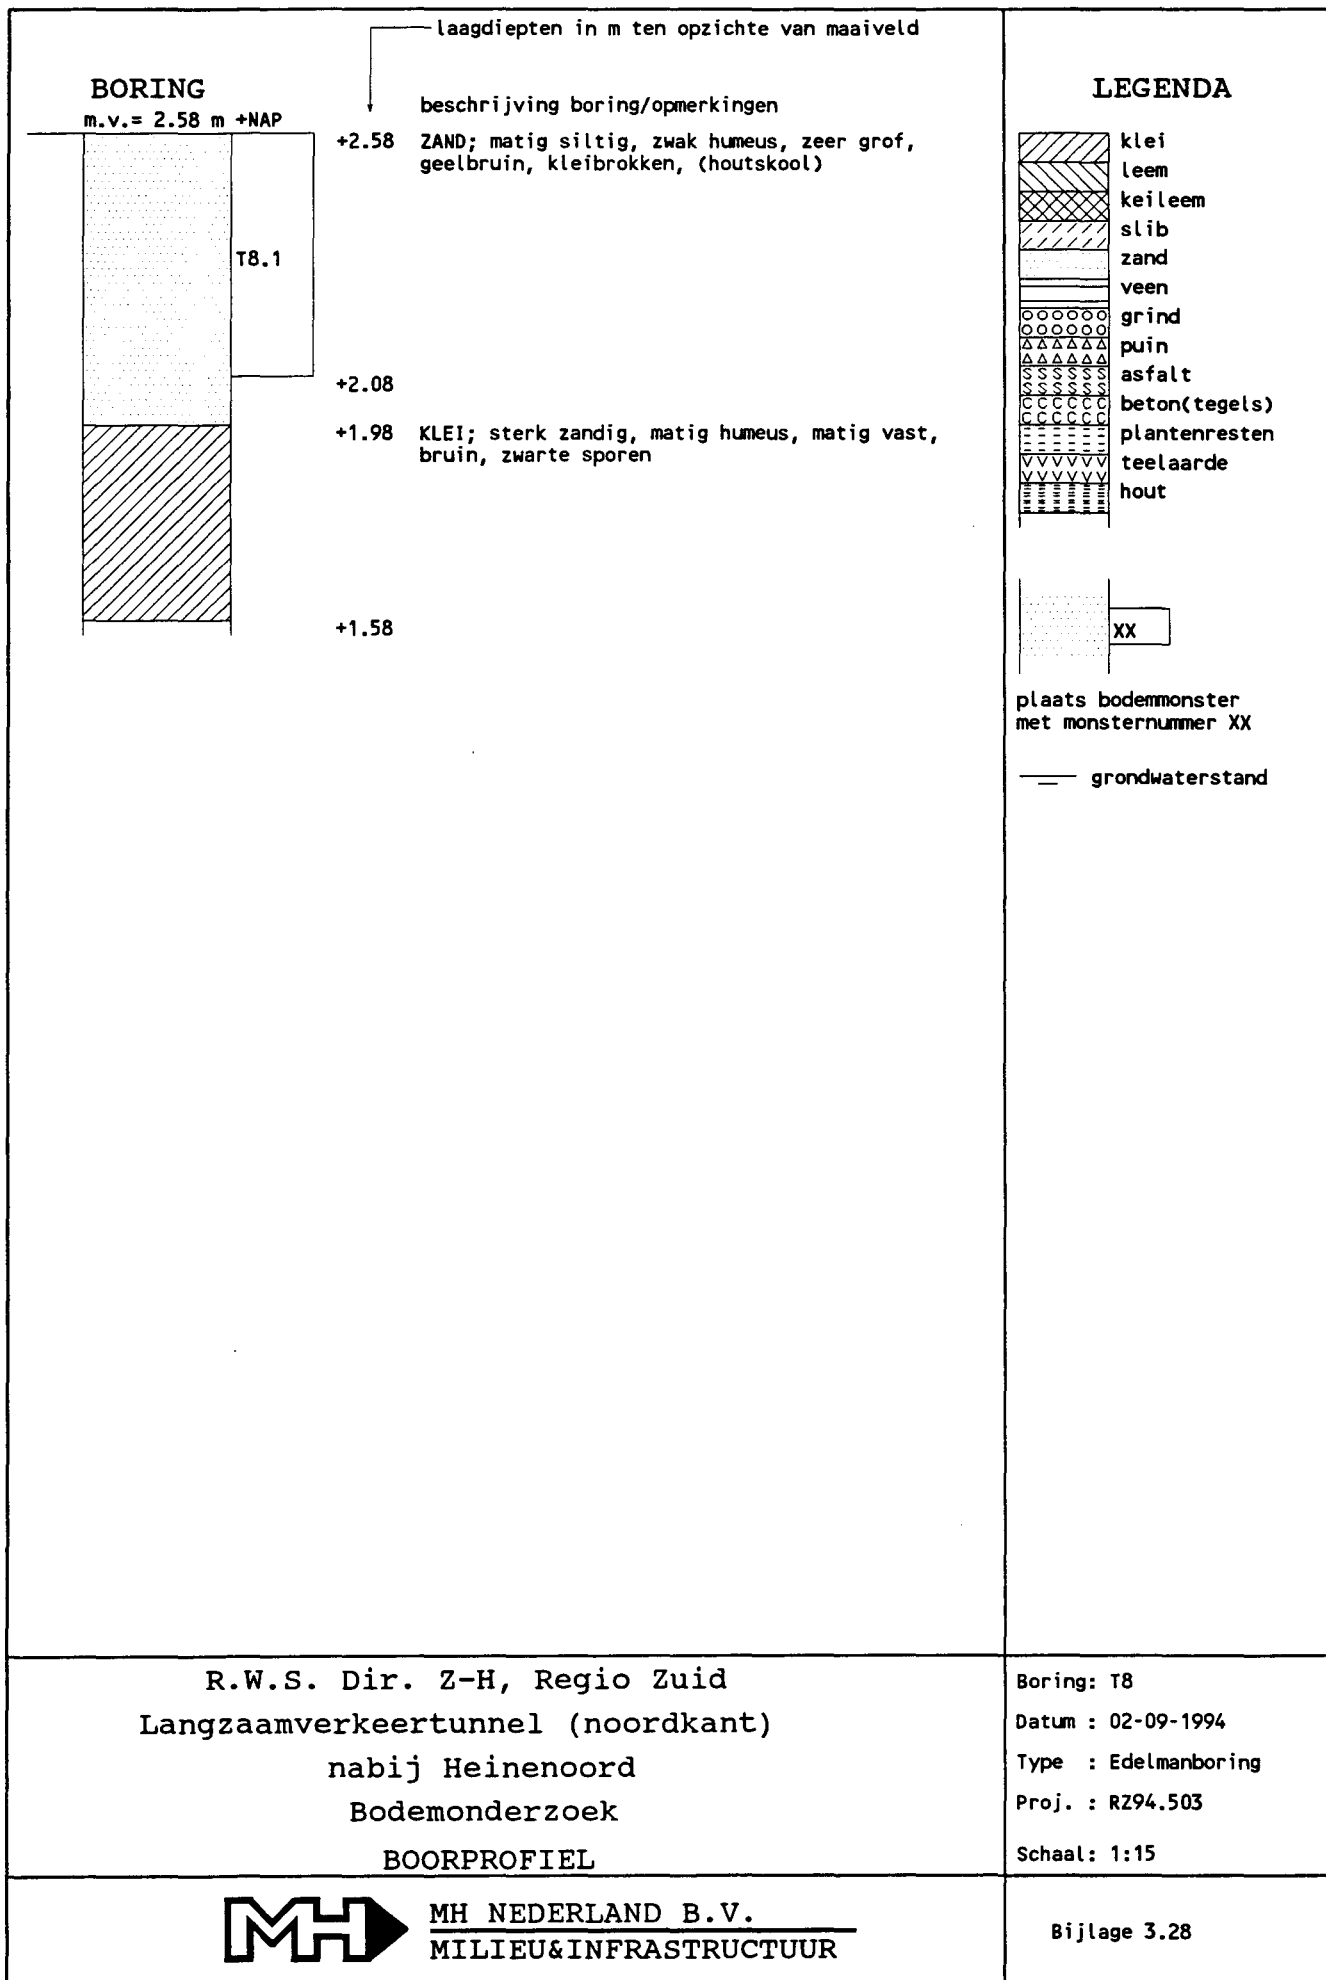 laagdiepten in m ten opzichte van maaiveld
BORING
m.v.= 2.58 m +NAP
beschrijving boring/opmerkingen
+2.58 ZAND; matig siltig, zwak humeus, zeer grof,
geelbruin, kleibrokken, (houtskool)
T8.1
+2.08
+1.98 KLEI; sterk zandig, matig humeus, matig vast,
bruin, zwarte sporen
+1.58
LEGENDA
klei
leem
keileem
slib
zand
veen
grind
puin
asfalt
beton(tegels)
plantenresten
teelaarde
hout
XX
plaats bodemmonster
met monsternummer XX
grondwaterstand
R.W.S. Dir. Z-H, Regio Zuid
Langzaamverkeertunnel (noordkant)
nabij Heinenoord
Bodemonderzoek
BOORPROFIEL
Boring: T8
Datum : 02-09-1994
Type : Edelmanboring
Proj. : RZ94.503
Schaal: 1:15
MH
MH NEDERLAND B.V.
MILIEU&INFRASTRUCTUUR
Bijlage 3.28